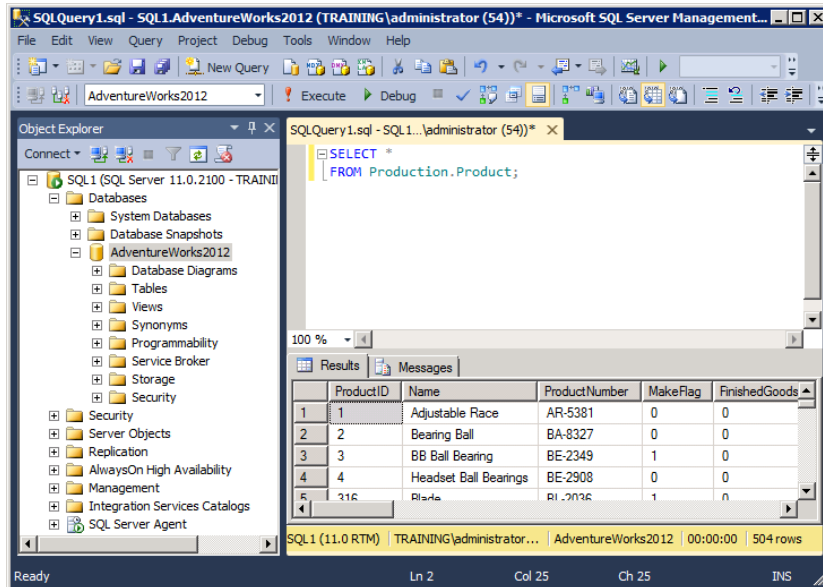 SQLQuery1.sql - SQL1.AdventureWorks2012 (TRAINING\administrator (54))* - Microsoft SQL Server Management...
File Edit View Query Project Debug Tools Window Help
New Query
AdventureWorks2012 Execute Debug
Object Explorer
SQLQuery1.sql - SQL1...\administrator (54))*
Connect
SELECT *
FROM Production.Product;
SQL1 (SQL Server 11.0.2100 - TRAINI
Databases
System Databases
Database Snapshots
AdventureWorks2012
Database Diagrams
Tables
Views
Synonyms
Programmability
Service Broker
Storage
Security
Security
Server Objects
Replication
AlwaysOn High Availability
Management
Integration Services Catalogs
SQL Server Agent
100 %
Results Messages
ProductID Name ProductNumber MakeFlag FinishedGoods
1 1 Adjustable Race AR-5381 0 0
2 2 Bearing Ball BA-8327 0 0
3 3 BB Ball Bearing BE-2349 1 0
4 4 Headset Ball Bearings BE-2908 0 0
5 316 Blade BL-2036 1 0
SQL1 (11.0 RTM) TRAINING\administrator... AdventureWorks2012 00:00:00 504 rows
Ready Ln 2 Col 25 Ch 25 INS